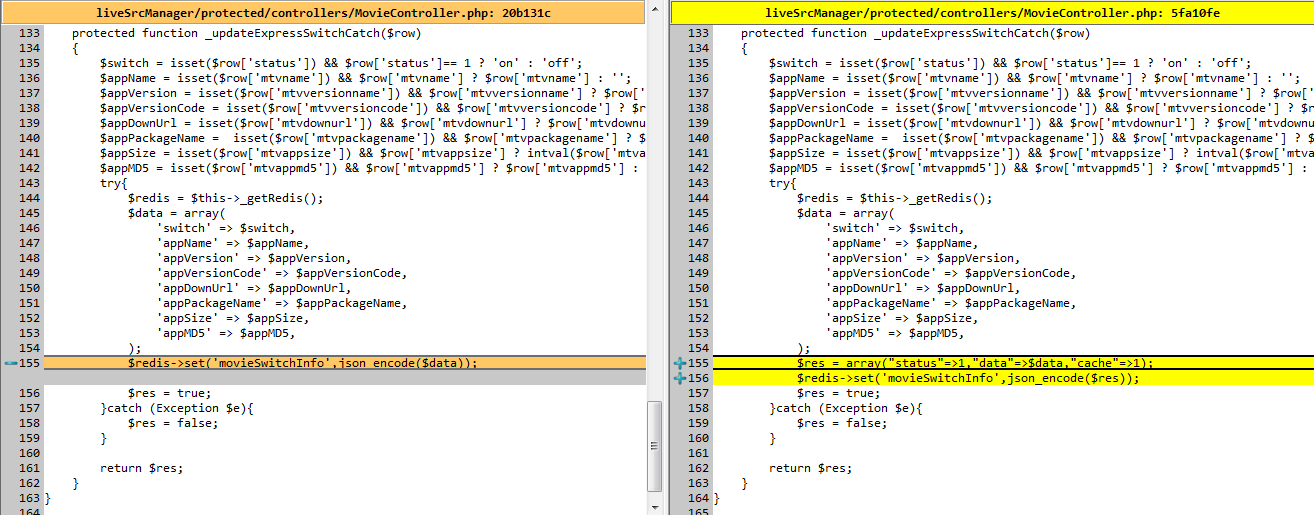 liveSrcManager/protected/controllers/MovieController.php: 20b131c
133 protected function _updateExpressSwitchCatch($row)
134 {
135 $switch = isset($row['status']) && $row['status']== 1 ? 'on' : 'off';
136 $appName = isset($row['mtvname']) && $row['mtvname'] ? $row['mtvname'] : '';
137 $appVersion = isset($row['mtvversionname']) && $row['mtvversionname'] ? $row['
138 $appVersionCode = isset($row['mtvversioncode']) && $row['mtvversioncode'] ? $r
139 $appDownUrl = isset($row['mtvdownurl']) && $row['mtvdownurl'] ? $row['mtvdownu
140 $appPackageName =  isset($row['mtvpackagename']) && $row['mtvpackagename'] ? $
141 $appSize = isset($row['mtvappsize']) && $row['mtvappsize'] ? intval($row['mtva
142 $appMD5 = isset($row['mtvappmd5']) && $row['mtvappmd5'] ? $row['mtvappmd5'] :
143 try{
144 $redis = $this->_getRedis();
145 $data = array(
146 'switch' => $switch,
147 'appName' => $appName,
148 'appVersion' => $appVersion,
149 'appVersionCode' => $appVersionCode,
150 'appDownUrl' => $appDownUrl,
151 'appPackageName' => $appPackageName,
152 'appSize' => $appSize,
153 'appMD5' => $appMD5,
154 );
155 $redis->set('movieSwitchInfo',json_encode($data));
156 $res = true;
157 }catch (Exception $e){
158 $res = false;
159 }
160
161 return $res;
162 }
163 }
164
liveSrcManager/protected/controllers/MovieController.php: 5fa10fe
133 protected function _updateExpressSwitchCatch($row)
134 {
135 $switch = isset($row['status']) && $row['status']== 1 ? 'on' : 'off';
136 $appName = isset($row['mtvname']) && $row['mtvname'] ? $row['mtvname'] : '';
137 $appVersion = isset($row['mtvversionname']) && $row['mtvversionname'] ? $row['
138 $appVersionCode = isset($row['mtvversioncode']) && $row['mtvversioncode'] ? $r
139 $appDownUrl = isset($row['mtvdownurl']) && $row['mtvdownurl'] ? $row['mtvdownu
140 $appPackageName =  isset($row['mtvpackagename']) && $row['mtvpackagename'] ? $
141 $appSize = isset($row['mtvappsize']) && $row['mtvappsize'] ? intval($row['mtva
142 $appMD5 = isset($row['mtvappmd5']) && $row['mtvappmd5'] ? $row['mtvappmd5'] :
143 try{
144 $redis = $this->_getRedis();
145 $data = array(
146 'switch' => $switch,
147 'appName' => $appName,
148 'appVersion' => $appVersion,
149 'appVersionCode' => $appVersionCode,
150 'appDownUrl' => $appDownUrl,
151 'appPackageName' => $appPackageName,
152 'appSize' => $appSize,
153 'appMD5' => $appMD5,
154 );
155 $res = array("status"=>1,"data"=>$data,"cache"=>1);
156 $redis->set('movieSwitchInfo',json_encode($res));
157 $res = true;
158 }catch (Exception $e){
159 $res = false;
160 }
161
162 return $res;
163 }
164 }
165